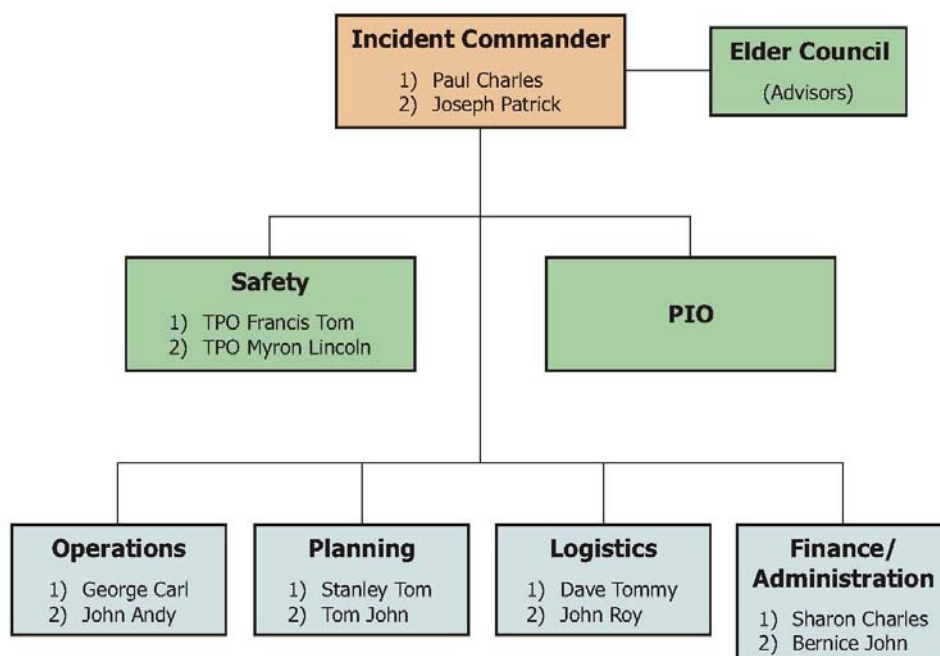 Incident Commander
1) Paul Charles
2) Joseph Patrick
Elder Council
(Advisors)
Safety
1) TPO Francis Tom
2) TPO Myron Lincoln
PIO
Operations
1) George Carl
2) John Andy
Planning
1) Stanley Tom
2) Tom John
Logistics
1) Dave Tommy
2) John Roy
Finance/
Administration
1) Sharon Charles
2) Bernice John